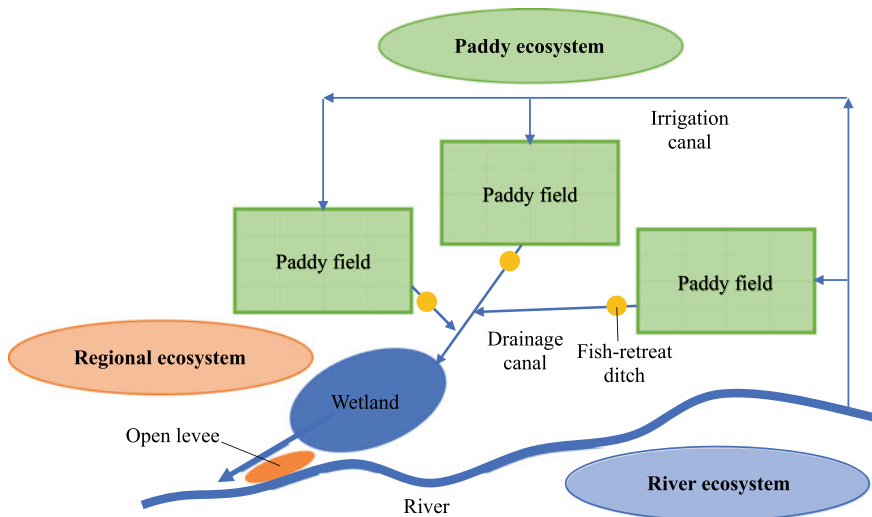 Paddy ecosystem
Irrigation
canal
Paddy field
Paddy field
Paddy field
Drainage
canal
Fish-retreat
ditch
Regional ecosystem
Wetland
Open levee
River ecosystem
River